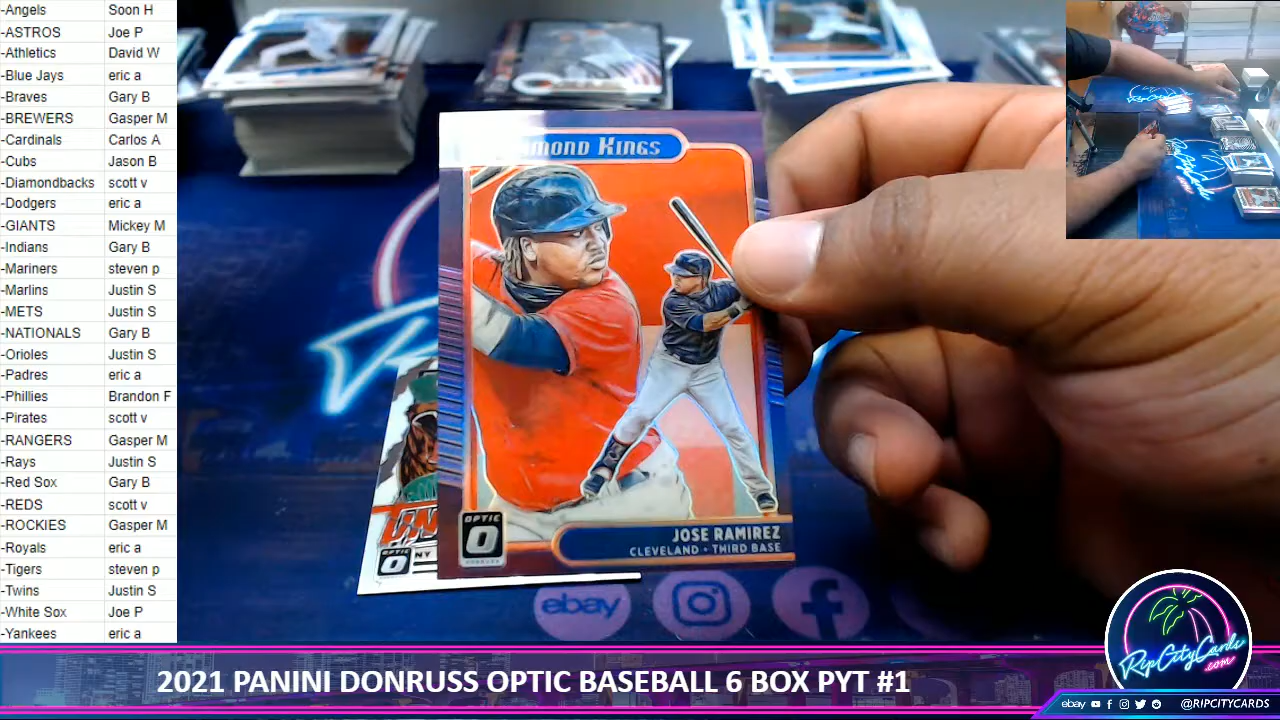 -Angels Soon H
-ASTROS Joe P
-Athletics David W
-Blue Jays eric a
-Braves Gary B
-BREWERS Gasper M
-Cardinals Carlos A
-Cubs Jason B
-Diamondbacks scott v
-Dodgers eric a
-GIANTS Mickey M
-Indians Gary B
-Mariners steven p
-Marlins Justin S
-METS Justin S
-NATIONALS Gary B
-Orioles Justin S
-Padres eric a
-Phillies Brandon F
-Pirates scott v
-RANGERS Gasper M
-Rays Justin S
-Red Sox Gary B
-REDS scott v
-ROCKIES Gasper M
-Royals eric a
-Tigers steven p
-Twins Justin S
-White Sox Joe P
-Yankees eric a
KINGS
OPTIC
JOSE RAMIREZ
CLEVELAND • THIRD BASE
OPTIC
NY
ebay
RipCityCards
.com
2021 PANINI DONRUSS OPTIC BASEBALL 6 BOX PYT #1
ebay @RIPCITYCARDS